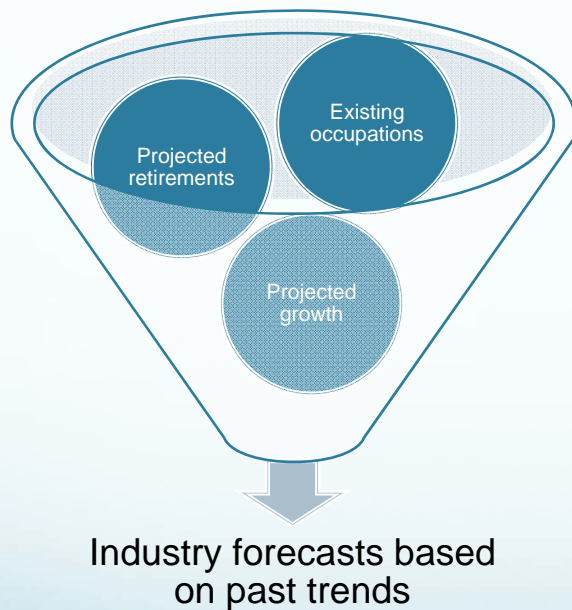 Existing
occupations
Projected
retirements
Projected
growth
Industry forecasts based
on past trends